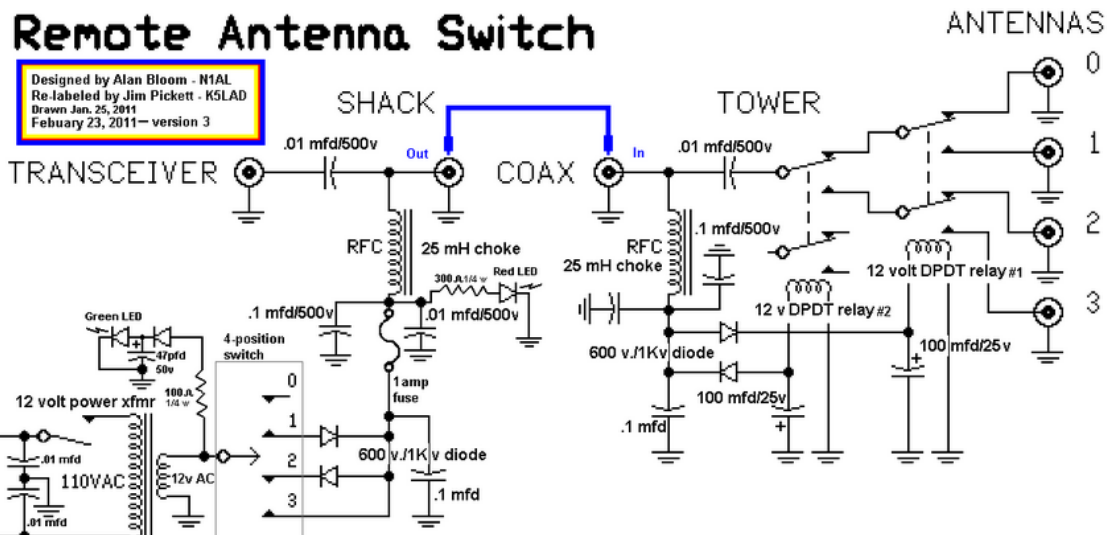 Remote Antenna Switch
ANTENNAS
Designed by Alan Bloom - N1AL
Re-labeled by Jim Pickett - K5LAD
Drawn Jan. 25, 2011
Febuary 23, 2011— version 3
SHACK
TOWER
0
.01 mfd/500v
Out
In
.01 mfd/500v
1
TRANSCEIVER
COAX
2
RFC
25 mH choke
.1 mfd/500v
RFC
25 mH choke
12 volt DPDT relay #1
300Ω 1/4 w
Red LED
3
.1 mfd/500v
.01 mfd/500v
12 v DPDT relay #2
Green LED
4-position
switch
47pfd
50v
600 v./1Kv diode
100 mfd/25v
0
1 amp
fuse
100Ω
1/4 w
100 mfd/25v
12 volt power xfmr
1
.1 mfd
600 v./1K v diode
.01 mfd
110VAC
12v AC
2
.1 mfd
3
.01 mfd